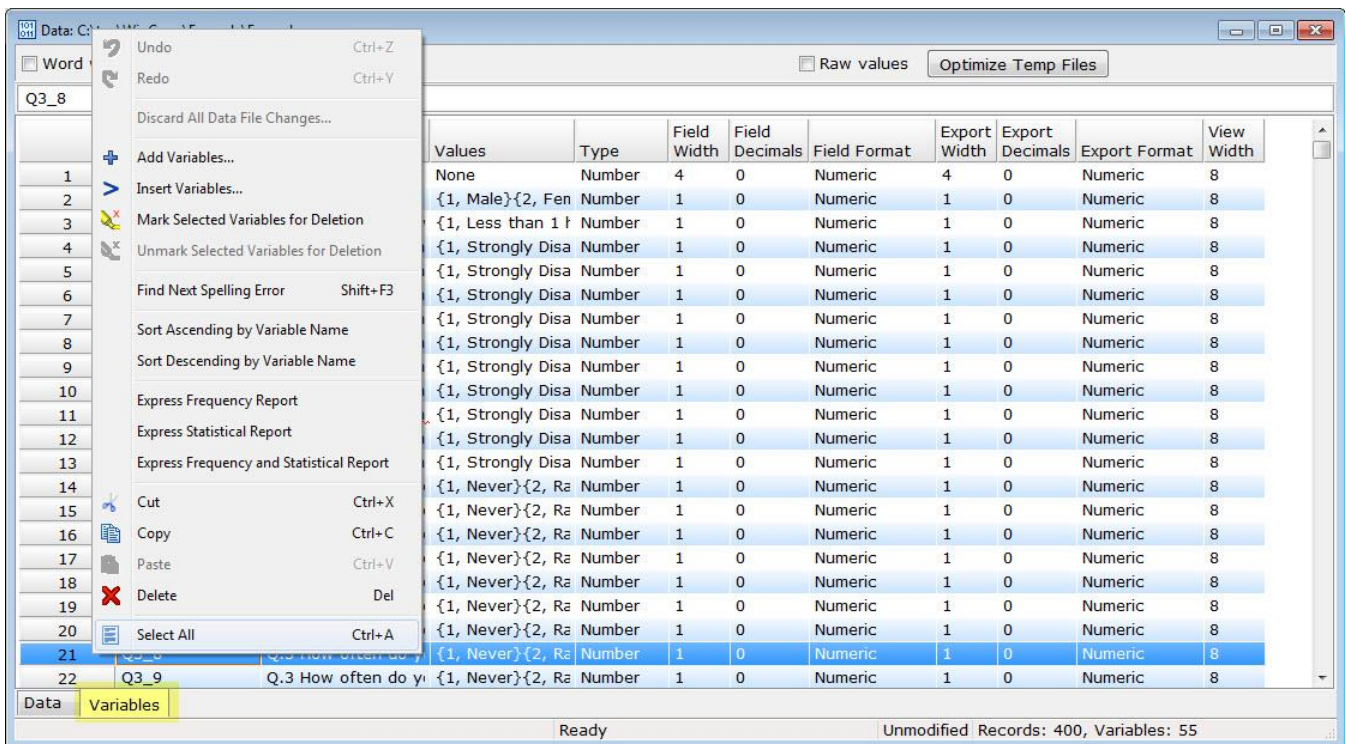 Data: C:
Word
Raw values
Optimize Temp Files
Q3_8
Undo Ctrl+Z
Redo Ctrl+Y
Discard All Data File Changes...
Add Variables...
Insert Variables...
Mark Selected Variables for Deletion
Unmark Selected Variables for Deletion
Find Next Spelling Error Shift+F3
Sort Ascending by Variable Name
Sort Descending by Variable Name
Express Frequency Report
Express Statistical Report
Express Frequency and Statistical Report
Cut Ctrl+X
Copy Ctrl+C
Paste Ctrl+V
Delete Del
Select All Ctrl+A
Values Type Field Width Field Decimals Field Format Export Width Export Decimals Export Format View Width
1 None Number 4 0 Numeric 4 0 Numeric 8
2 {1, Male}{2, Fem Number 1 0 Numeric 1 0 Numeric 8
3 {1, Less than 1 h Number 1 0 Numeric 1 0 Numeric 8
4 {1, Strongly Disa Number 1 0 Numeric 1 0 Numeric 8
5 {1, Strongly Disa Number 1 0 Numeric 1 0 Numeric 8
6 {1, Strongly Disa Number 1 0 Numeric 1 0 Numeric 8
7 {1, Strongly Disa Number 1 0 Numeric 1 0 Numeric 8
8 {1, Strongly Disa Number 1 0 Numeric 1 0 Numeric 8
9 {1, Strongly Disa Number 1 0 Numeric 1 0 Numeric 8
10 {1, Strongly Disa Number 1 0 Numeric 1 0 Numeric 8
11 {1, Strongly Disa Number 1 0 Numeric 1 0 Numeric 8
12 {1, Strongly Disa Number 1 0 Numeric 1 0 Numeric 8
13 {1, Strongly Disa Number 1 0 Numeric 1 0 Numeric 8
14 {1, Never}{2, Ra Number 1 0 Numeric 1 0 Numeric 8
15 {1, Never}{2, Ra Number 1 0 Numeric 1 0 Numeric 8
16 {1, Never}{2, Ra Number 1 0 Numeric 1 0 Numeric 8
17 {1, Never}{2, Ra Number 1 0 Numeric 1 0 Numeric 8
18 {1, Never}{2, Ra Number 1 0 Numeric 1 0 Numeric 8
19 {1, Never}{2, Ra Number 1 0 Numeric 1 0 Numeric 8
20 {1, Never}{2, Ra Number 1 0 Numeric 1 0 Numeric 8
21 Q3_8 Q.3 How often do y {1, Never}{2, Ra Number 1 0 Numeric 1 0 Numeric 8
22 Q3_9 Q.3 How often do y {1, Never}{2, Ra Number 1 0 Numeric 1 0 Numeric 8
Data Variables
Ready Unmodified Records: 400, Variables: 55